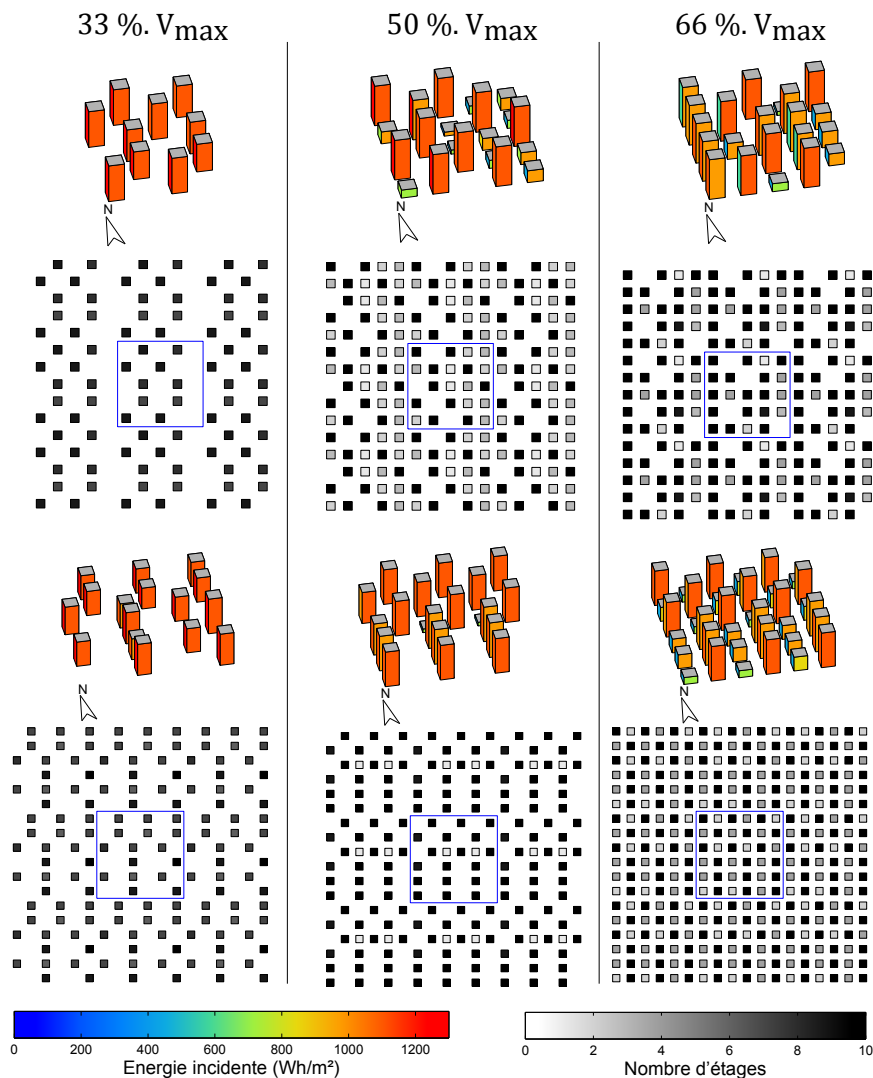 33 %. Vmax
50 %. Vmax
66 %. Vmax
N
N
N
N
N
N
0 200 400 600 800 1000 1200
Energie incidente (Wh/m²)
0 2 4 6 8 10
Nombre d'étages